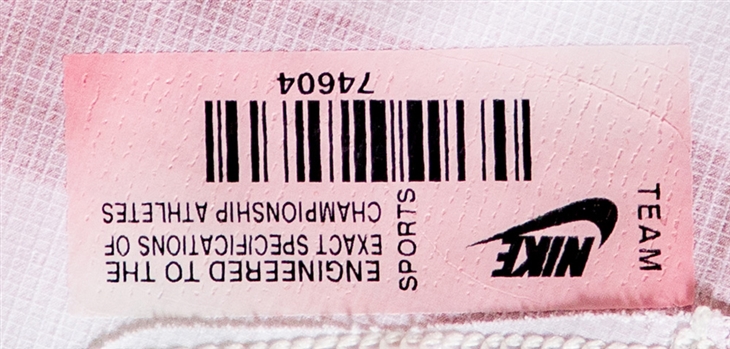 TEAM
NIKE
SPORTS
ENGINEERED TO THE
EXACT SPECIFICATIONS OF
CHAMPIONSHIP ATHLETES
74604